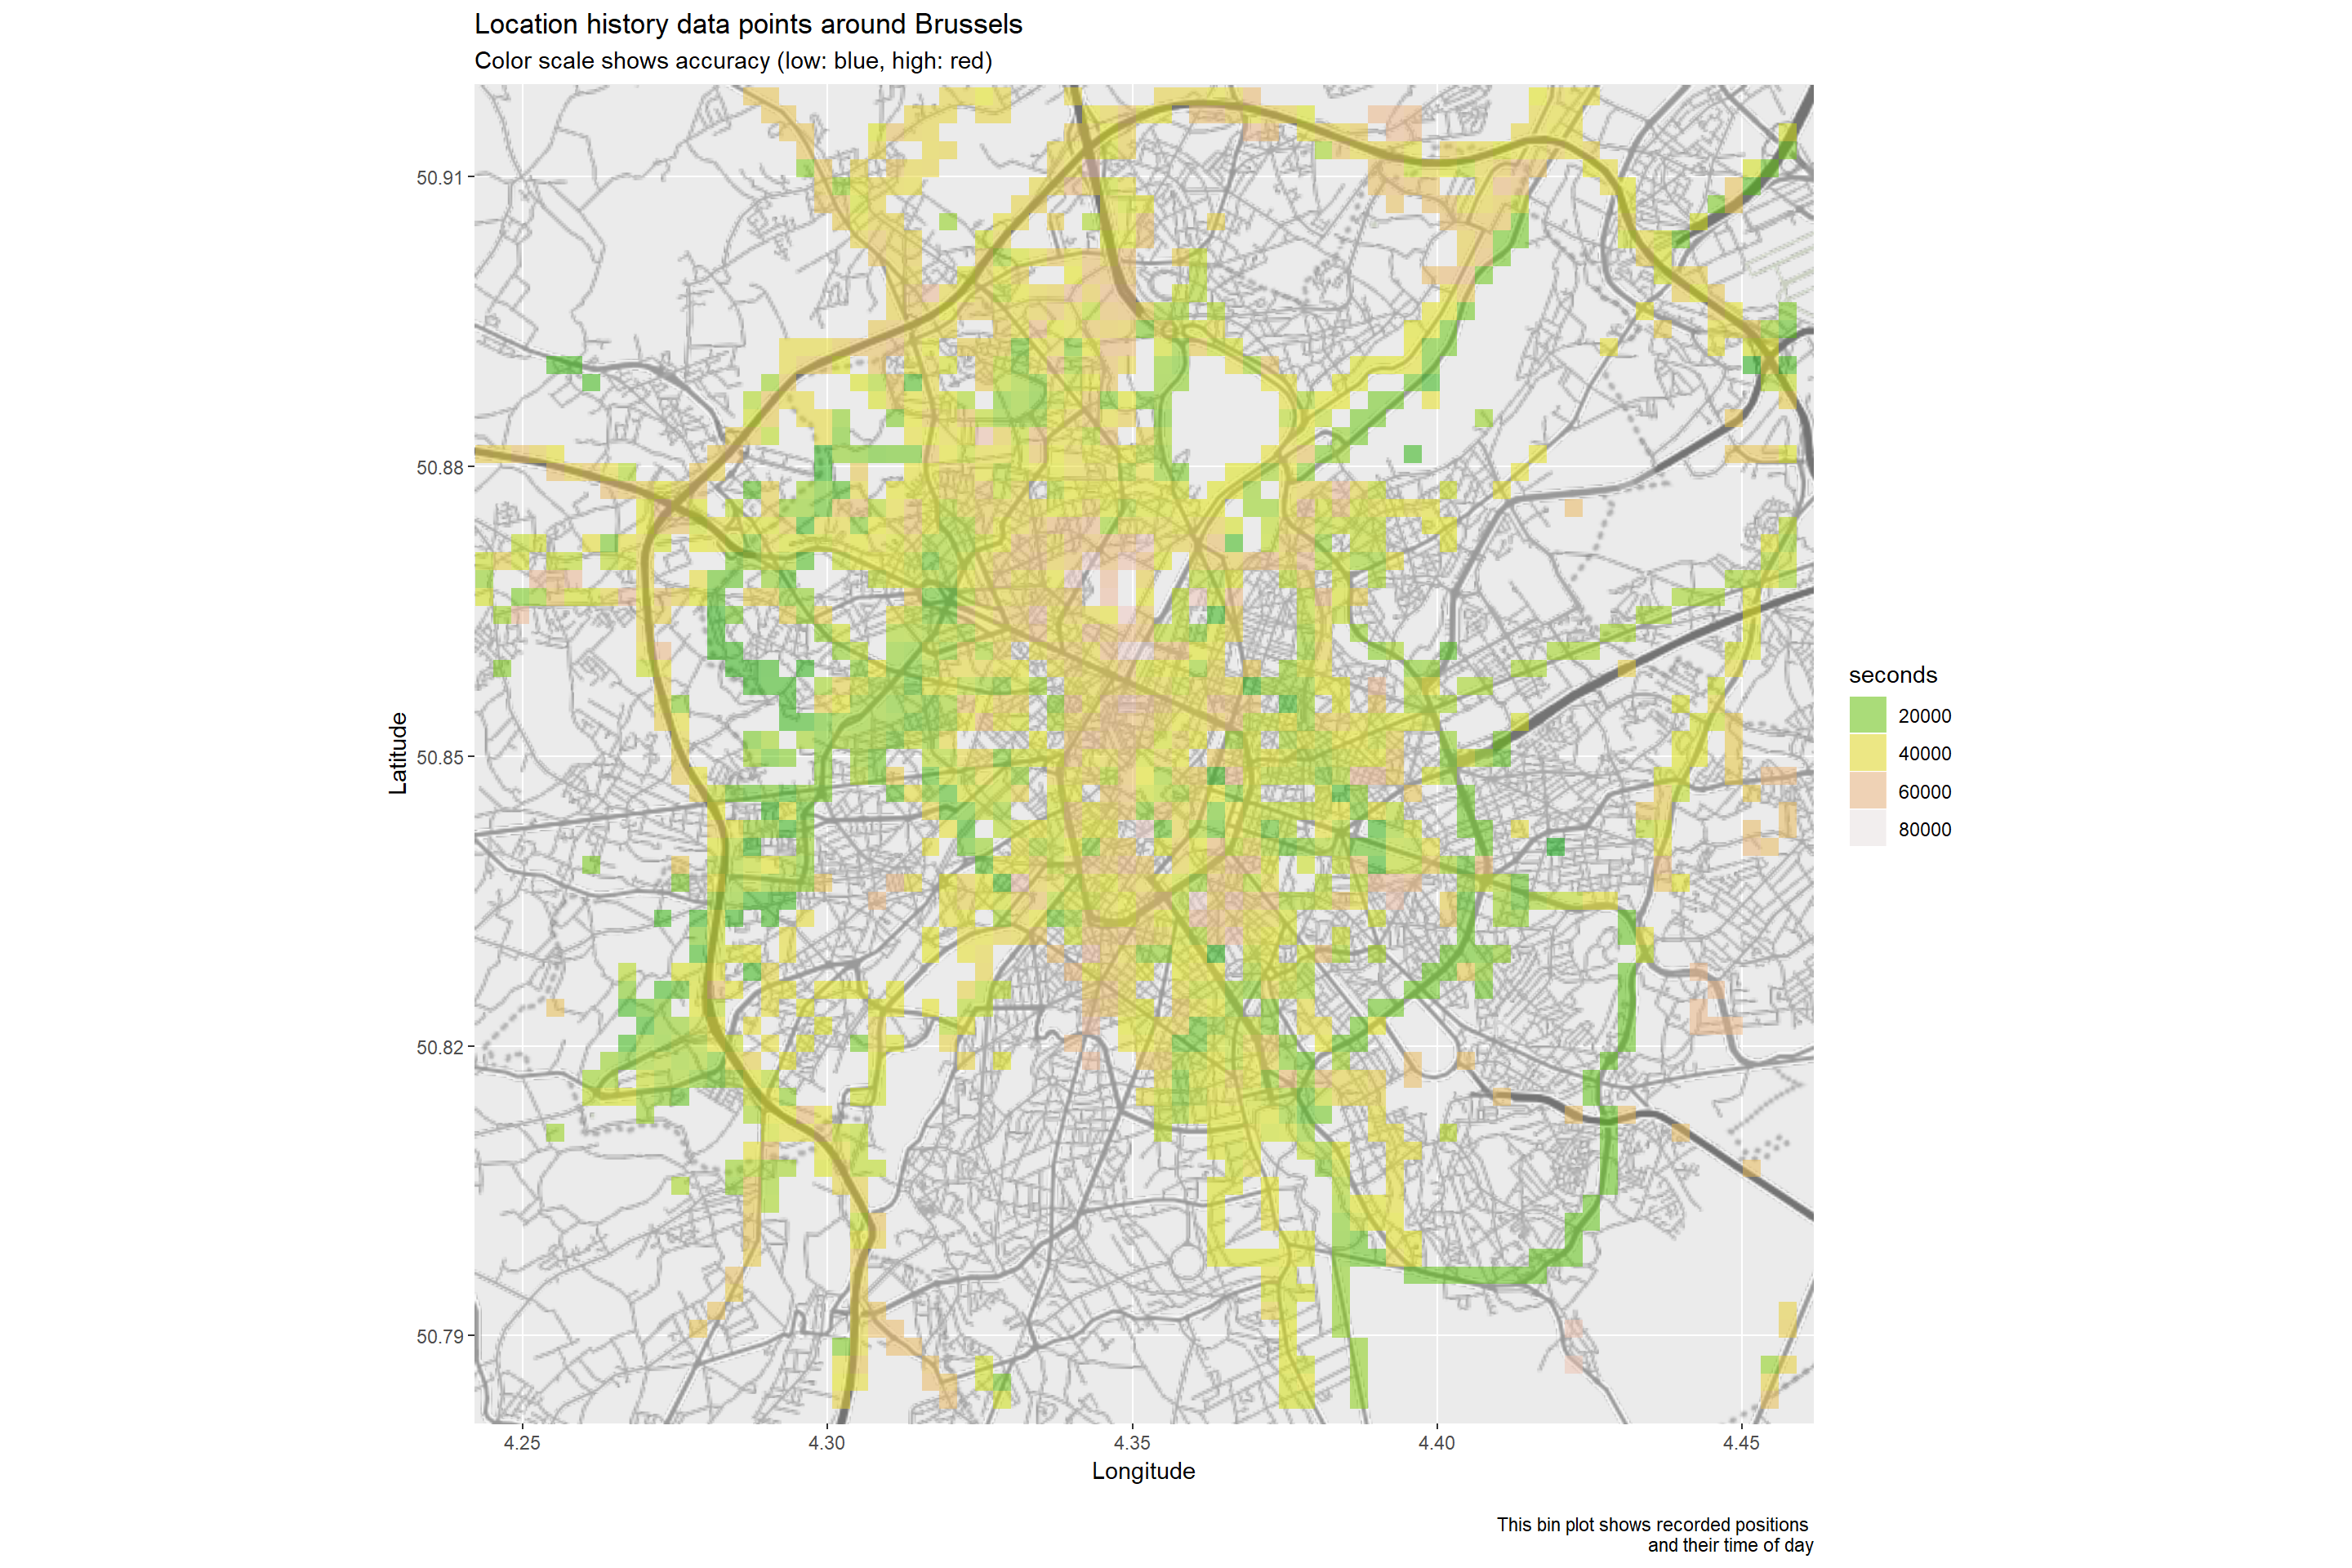 Location history data points around Brussels
Color scale shows accuracy (low: blue, high: red)
50.91
50.88
50.85
50.82
50.79
Latitude
4.25
4.30
4.35
4.40
4.45
Longitude
seconds
20000
40000
60000
80000
This bin plot shows recorded positions
and their time of day